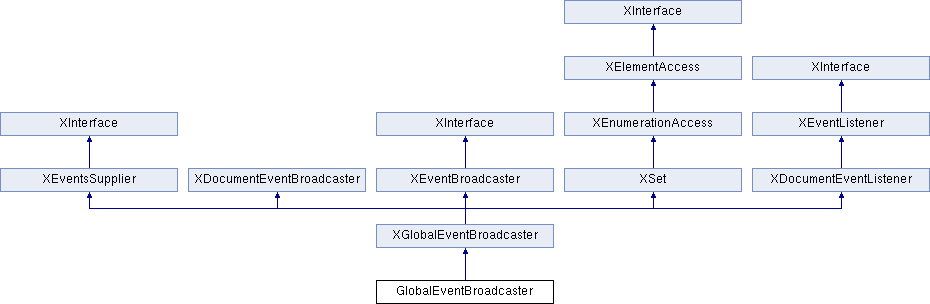 XInterface
XElementAccess
XInterface
XInterface
XInterface
XEnumerationAccess
XEventListener
XEventsSupplier
XDocumentEventBroadcaster
XEventBroadcaster
XSet
XDocumentEventListener
XGlobalEventBroadcaster
GlobalEventBroadcaster